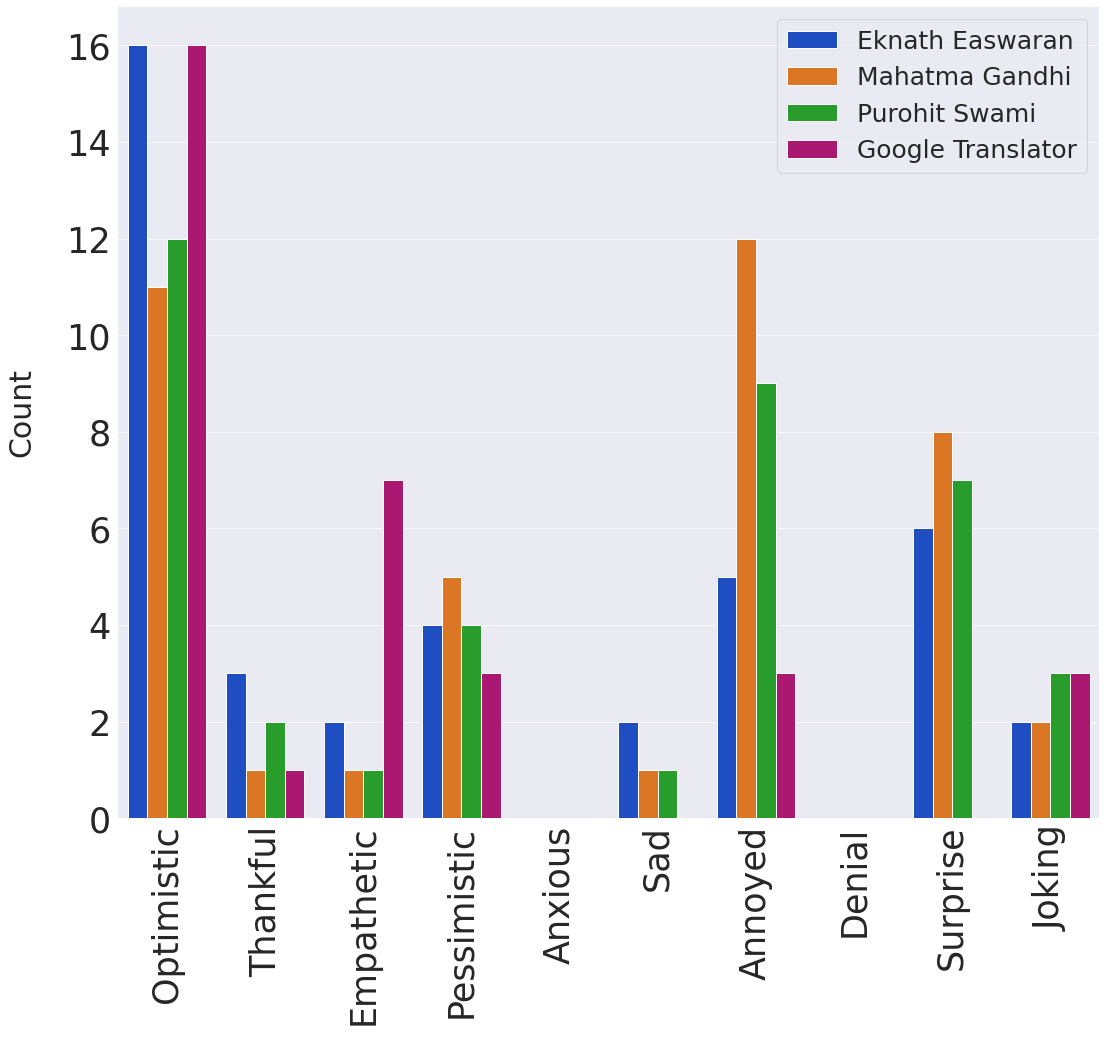 Eknath Easwaran
Mahatma Gandhi
Purohit Swami
Google Translator
Count
16
14
12
10
8
6
4
2
0
Optimistic
Thankful
Empathetic
Pessimistic
Anxious
Sad
Annoyed
Denial
Surprise
Joking